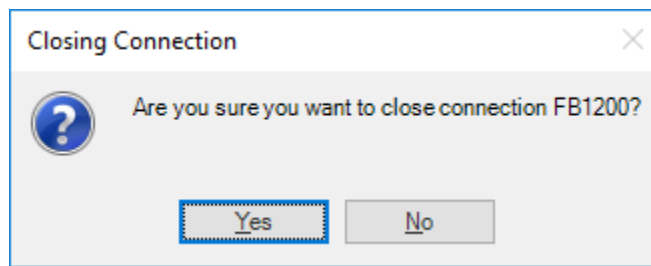 Closing Connection
Are you sure you want to close connection FB1200?
Yes No